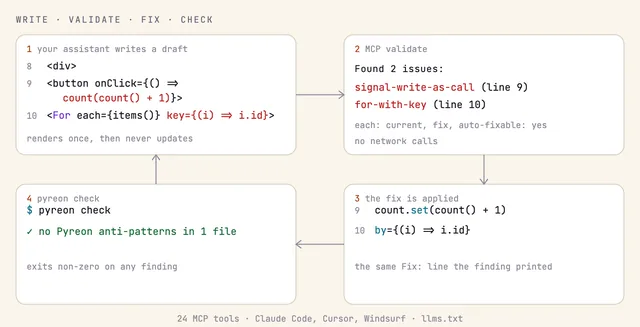 WRITE · VALIDATE · FIX · CHECK
1 your assistant writes a draft
8 <div>
9 <button onClick={() =>
count(count() + 1)}>
10 <For each={items()} key={(i) => i.id}>
renders once, then never updates
2 MCP validate
Found 2 issues:
signal-write-as-call (line 9)
for-with-key (line 10)
each: current, fix, auto-fixable: yes
no network calls
4 pyreon check
$ pyreon check
✓ no Pyreon anti-patterns in 1 file
exits non-zero on any finding
3 the fix is applied
9 count.set(count() + 1)
10 by={(i) => i.id}
the same Fix: line the finding printed
24 MCP tools · Claude Code, Cursor, Windsurf · llms.txt